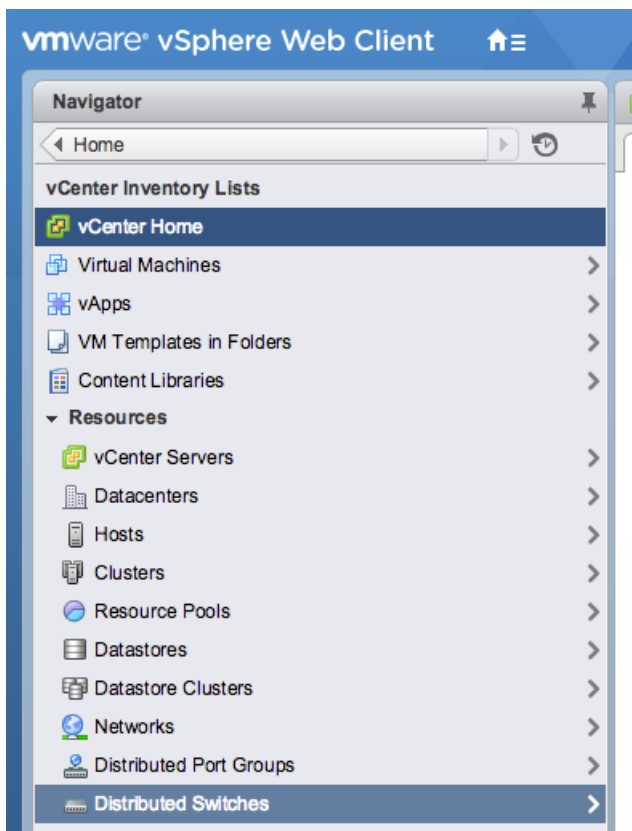 vmware® vSphere Web Client
Navigator
Home
vCenter Inventory Lists
vCenter Home
Virtual Machines
vApps
VM Templates in Folders
Content Libraries
Resources
vCenter Servers
Datacenters
Hosts
Clusters
Resource Pools
Datastores
Datastore Clusters
Networks
Distributed Port Groups
Distributed Switches